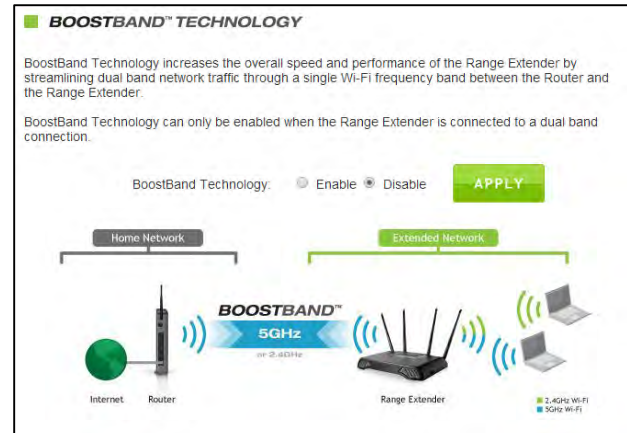 BOOSTBAND™ TECHNOLOGY
BoostBand Technology increases the overall speed and performance of the Range Extender by
streamlining dual band network traffic through a single Wi-Fi frequency band between the Router and
the Range Extender.
BoostBand Technology can only be enabled when the Range Extender is connected to a dual band
connection.
BoostBand Technology: Enable Disable APPLY
Home Network Extended Network
BOOSTBAND™
5GHz
or 2.4GHz
Internet Router Range Extender
2.4GHz Wi-Fi
5GHz Wi-Fi